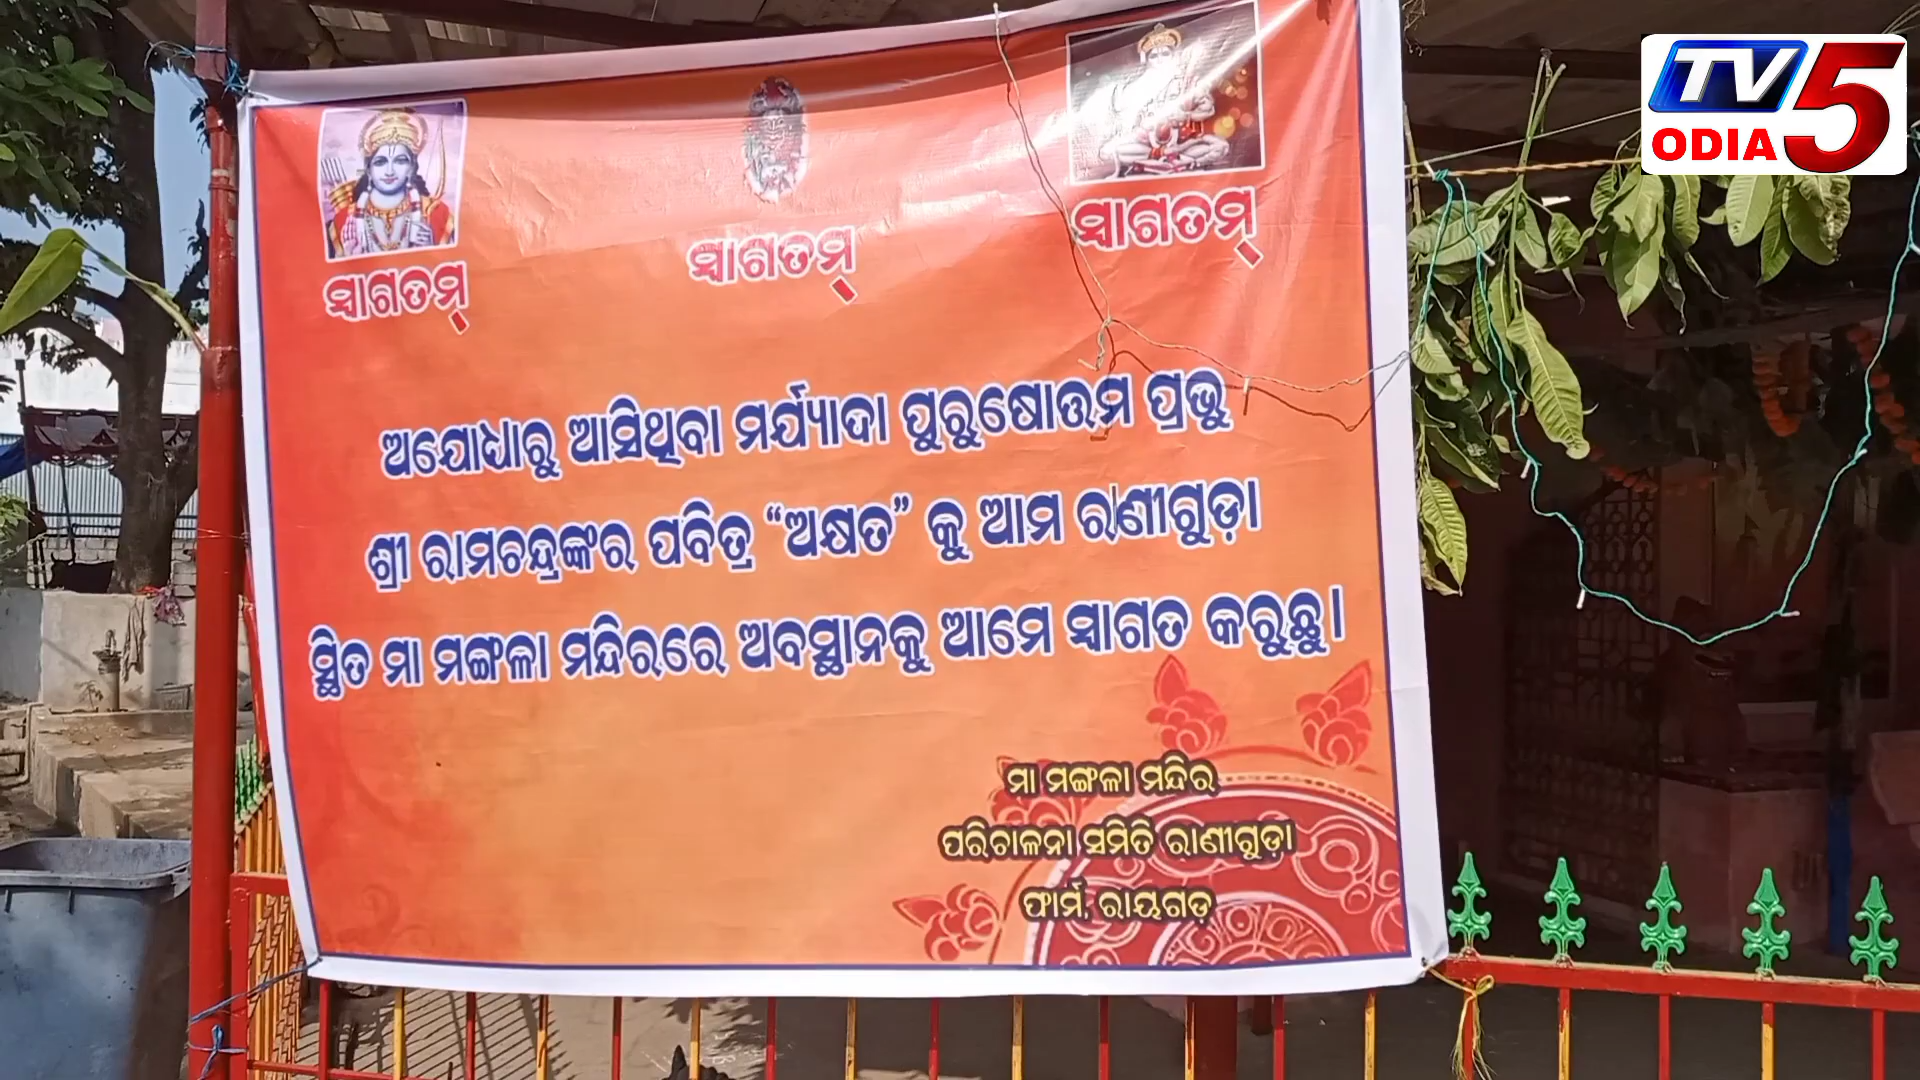 ସ୍ୱାଗତମ୍ ସ୍ୱାଗତମ୍ ସ୍ୱାଗତମ୍
ଅଯୋଧ୍ୟାରୁ ଆସିଥିବା ମର୍ଯ୍ୟାଦା ପୁରୁଷୋତ୍ତମ ପ୍ରଭୁ
ଶ୍ରୀ ରାମଚନ୍ଦ୍ରଙ୍କର ପବିତ୍ର “ଅକ୍ଷତ” କୁ ଆମ ରାଣୀଗୁଡ଼ା
ସ୍ଥିତ ମା ମଙ୍ଗଳା ମନ୍ଦିରରେ ଅବସ୍ଥାନକୁ ଆମେ ସ୍ୱାଗତ କରୁଛୁ।
ମା ମଙ୍ଗଳା ମନ୍ଦିର
ପରିଚାଳନା ସମିତି ରାଣୀଗୁଡ଼ା
ଫାର୍ମ, ରାୟଗଡ଼
TV5
ODIA